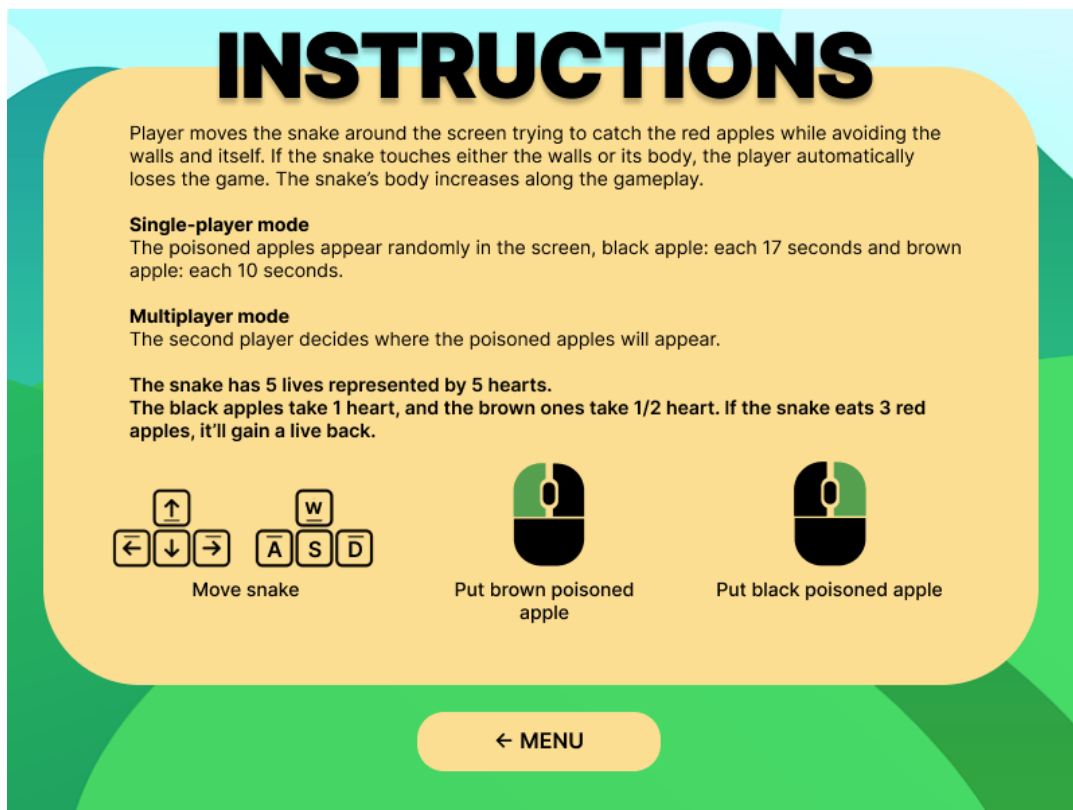 INSTRUCTIONS
Player moves the snake around the screen trying to catch the red apples while avoiding the
walls and itself. If the snake touches either the walls or its body, the player automatically
loses the game. The snake’s body increases along the gameplay.
Single-player mode
The poisoned apples appear randomly in the screen, black apple: each 17 seconds and brown
apple: each 10 seconds.
Multiplayer mode
The second player decides where the poisoned apples will appear.
The snake has 5 lives represented by 5 hearts.
The black apples take 1 heart, and the brown ones take 1/2 heart. If the snake eats 3 red
apples, it’ll gain a live back.
↑ W
← ↓ → A S D
Move snake
Put brown poisoned
apple
Put black poisoned apple
← MENU